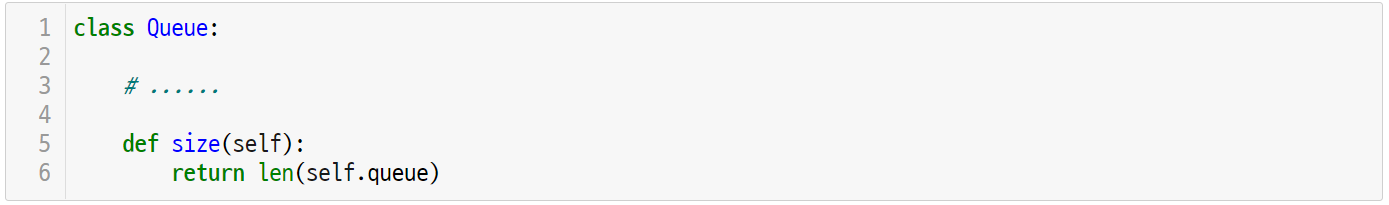 1 class Queue:
2
3     # ......
4
5     def size(self):
6         return len(self.queue)